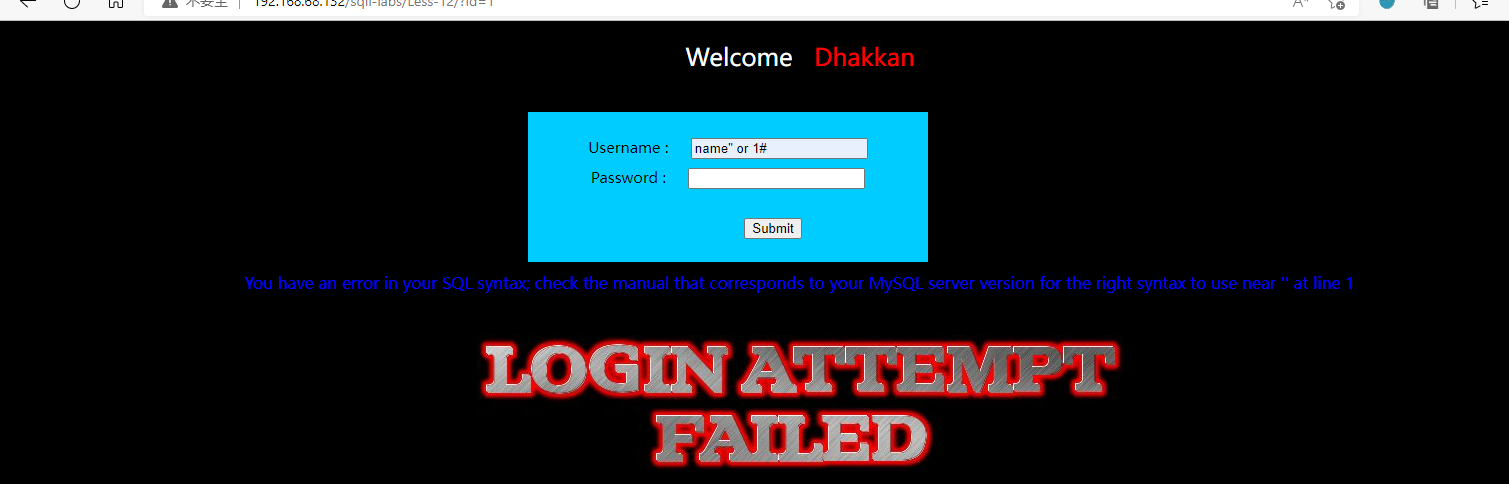 不安全 192.168.68.132/sqli-labs/Less-12/?id=1
Welcome Dhakkan
Username : name" or 1#
Password :
Submit
You have an error in your SQL syntax; check the manual that corresponds to your MySQL server version for the right syntax to use near '' at line 1
LOGIN ATTEMPT
FAILED